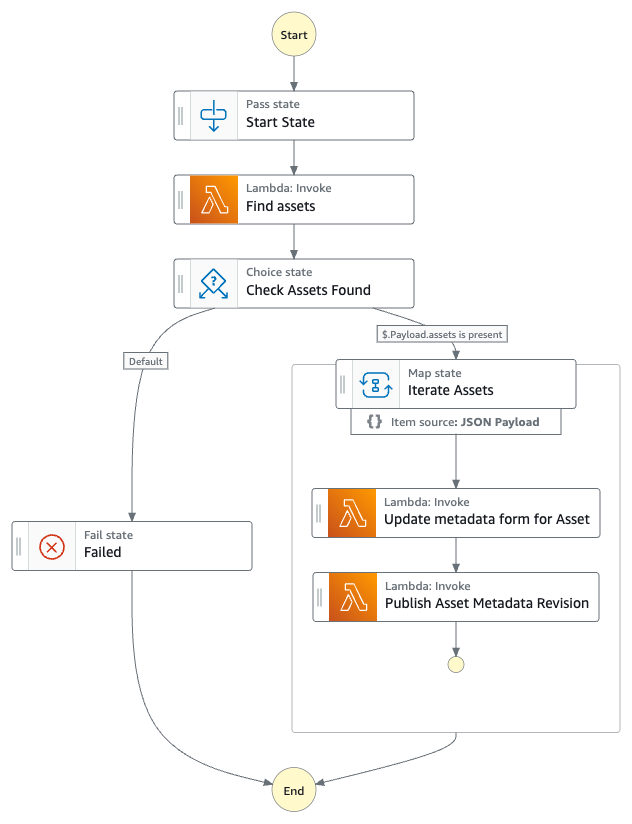 Start
Pass state
Start State
Lambda: Invoke
Find assets
Choice state
Check Assets Found
$.Payload.assets is present
Default
Map state
Iterate Assets
{} Item source: JSON Payload
Lambda: Invoke
Update metadata form for Asset
Fail state
Failed
Lambda: Invoke
Publish Asset Metadata Revision
End